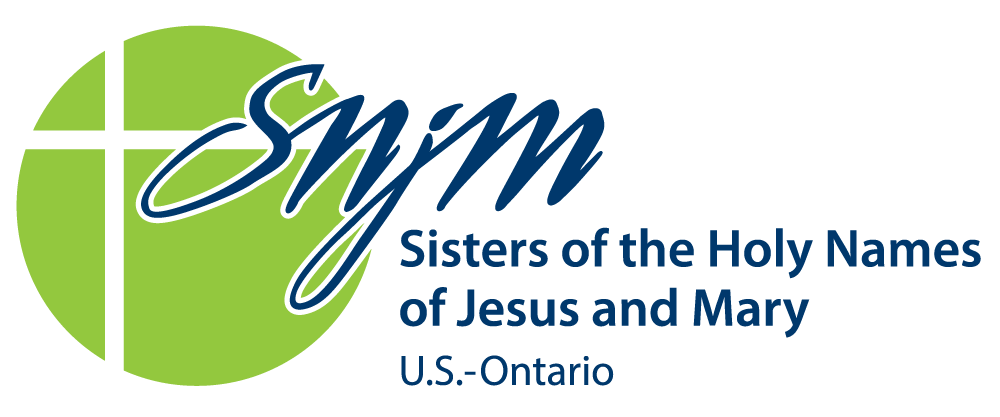 Snjm
Sisters of the Holy Names
of Jesus and Mary
U.S.-Ontario